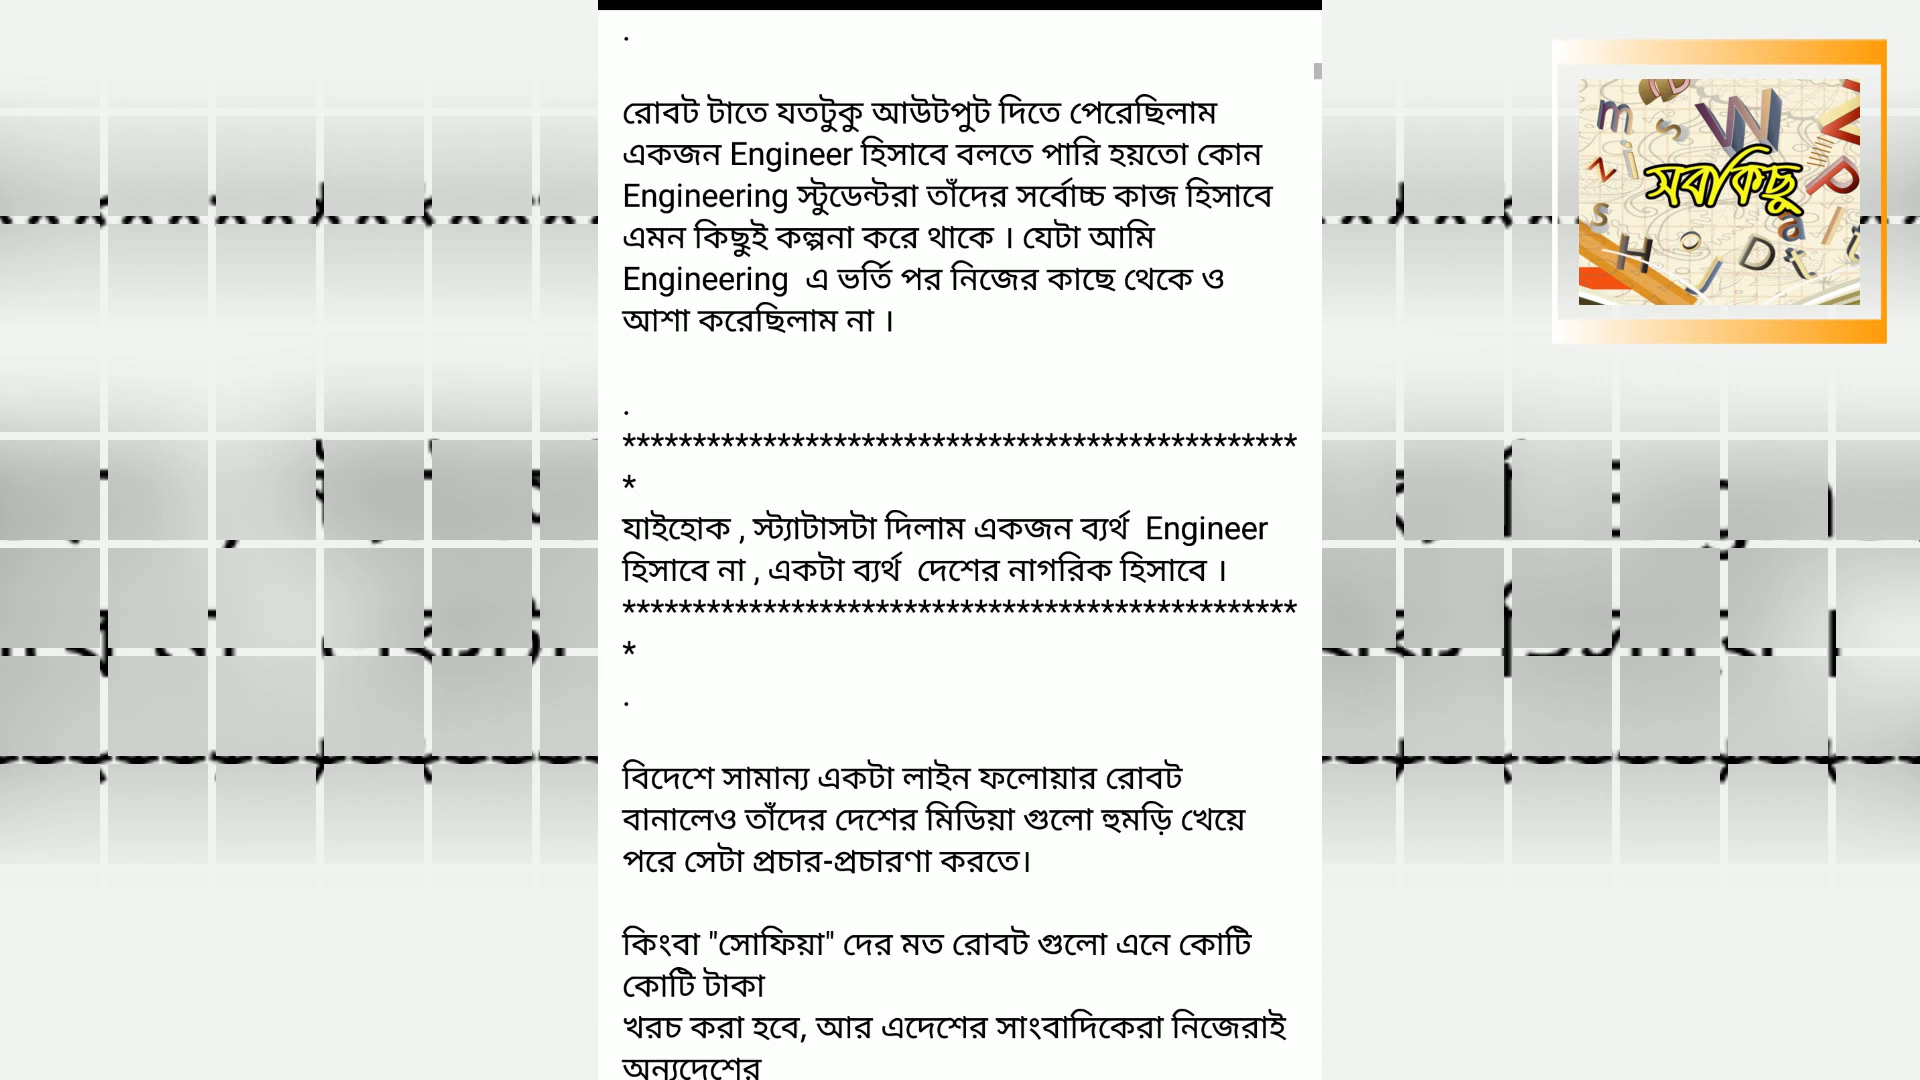 .
রোবট টাতে যতটুকু আউটপুট দিতে পেরেছিলাম
একজন Engineer হিসাবে বলতে পারি হয়তো কোন
Engineering স্টুডেন্টরা তাঁদের সর্বোচ্চ কাজ হিসাবে
এমন কিছুই কল্পনা করে থাকে । যেটা আমি
Engineering এ ভর্তি পর নিজের কাছে থেকে ও
আশা করেছিলাম না ।
.
************************************************
*
যাইহোক , স্ট্যাটাসটা দিলাম একজন ব্যর্থ Engineer
হিসাবে না , একটা ব্যর্থ দেশের নাগরিক হিসাবে ।
************************************************
*
.
বিদেশে সামান্য একটা লাইন ফলোয়ার রোবট
বানালেও তাঁদের দেশের মিডিয়া গুলো হুমড়ি খেয়ে
পরে সেটা প্রচার-প্রচারণা করতে।
কিংবা "সোফিয়া" দের মত রোবট গুলো এনে কোটি
কোটি টাকা
খরচ করা হবে, আর এদেশের সাংবাদিকেরা নিজেরাই
অন্যদেশের
সবকিছু